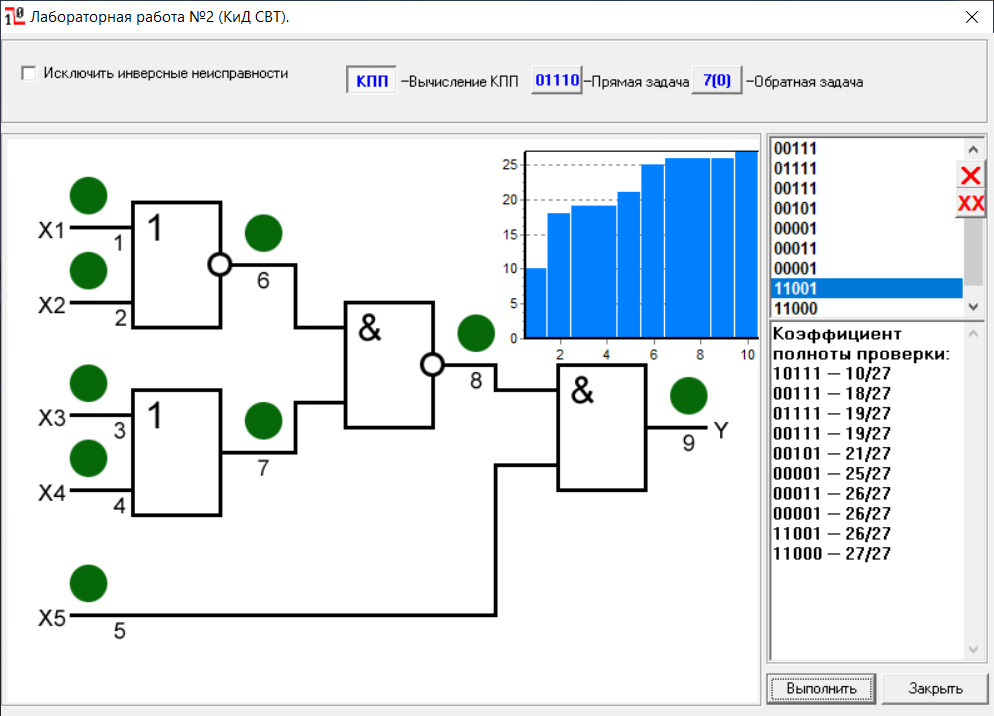 Лабораторная работа №2 (КиД СВТ).
Исключить инверсные неисправности
КПП –Вычисление КПП 01110 –Прямая задача 7(0) –Обратная задача
X1
1
X2
2
1
6
X3
3
X4
4
1
7
&
8
X5
5
&
9
Y
25
20
15
10
5
0
2 4 6 8 10
00111
01111
00111
00101
00001
00011
00001
11001
11000
X
XX
Коэффициент
полноты проверки:
10111 — 10/27
00111 — 18/27
01111 — 19/27
00111 — 19/27
00101 — 21/27
00001 — 25/27
00011 — 26/27
00001 — 26/27
11001 — 26/27
11000 — 27/27
Выполнить Закрыть